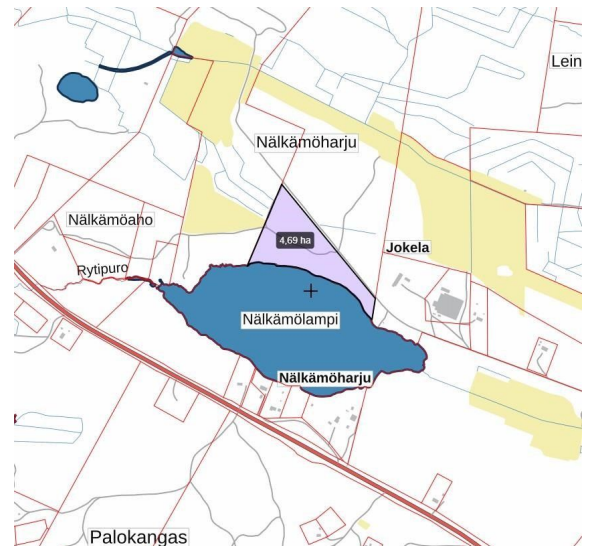 Lein
Nälkämöharju
Nälkämöaho
4,69 ha
Jokela
Rytipuro
Nälkämölampi
Nälkämöharju
Palokangas